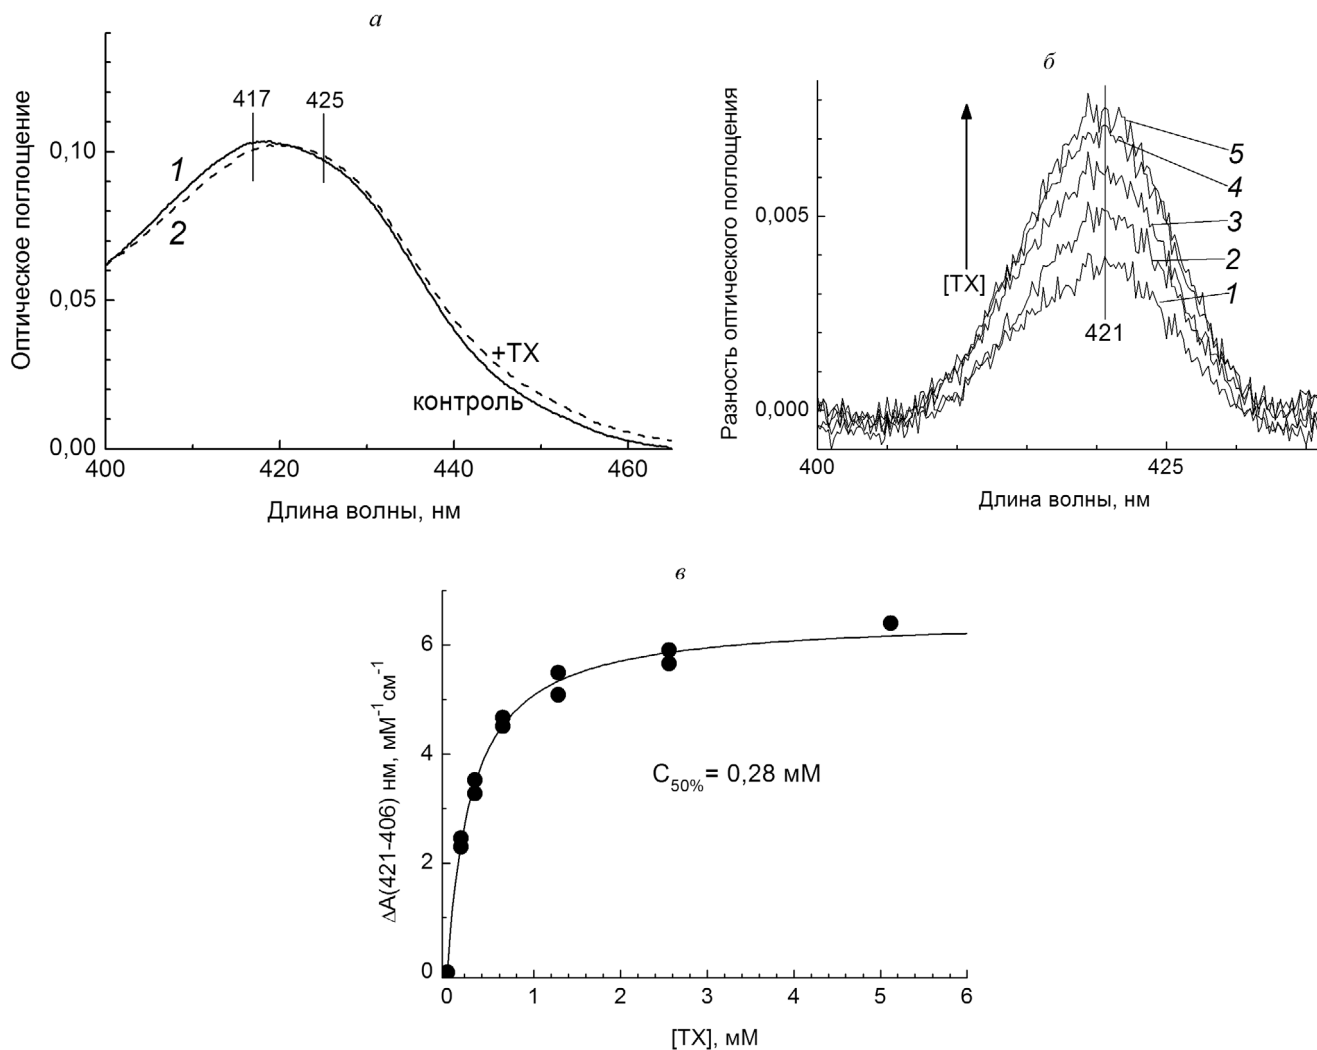 а
Оптическое поглощение
417
425
0,10
0,05
0,00
1
2
+TX
контроль
400
420
440
460
Длина волны, нм
б
Разность оптического поглощения
0,005
0,000
[TX]
421
5
4
3
2
1
400
425
Длина волны, нм
в
ΔA(421-406) нм, мМ⁻¹см⁻¹
6
4
2
0
C50% = 0,28 мМ
0
1
2
3
4
5
6
[TX], мМ